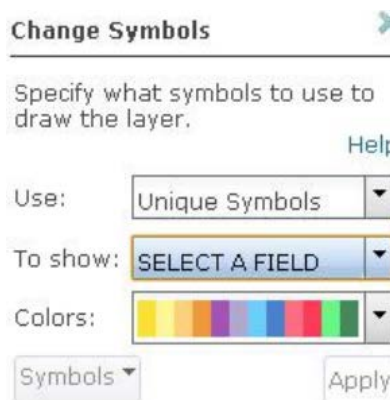 Change Symbols
Specify what symbols to use to
draw the layer.
Help
Use: Unique Symbols
To show: SELECT A FIELD
Colors:
Symbols Apply